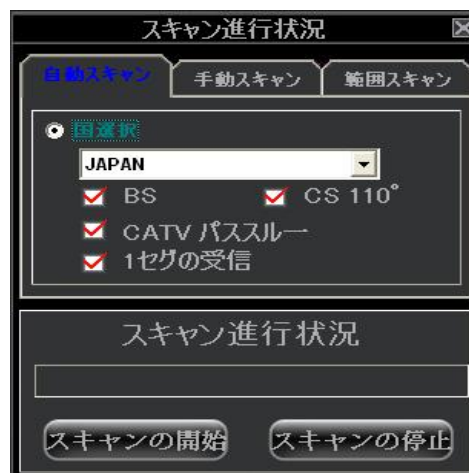 スキャン進行状況
自動スキャン 手動スキャン 範囲スキャン
国選択
JAPAN
BS CS 110°
CATV パススルー
1セグの受信
スキャン進行状況
スキャンの開始 スキャンの停止